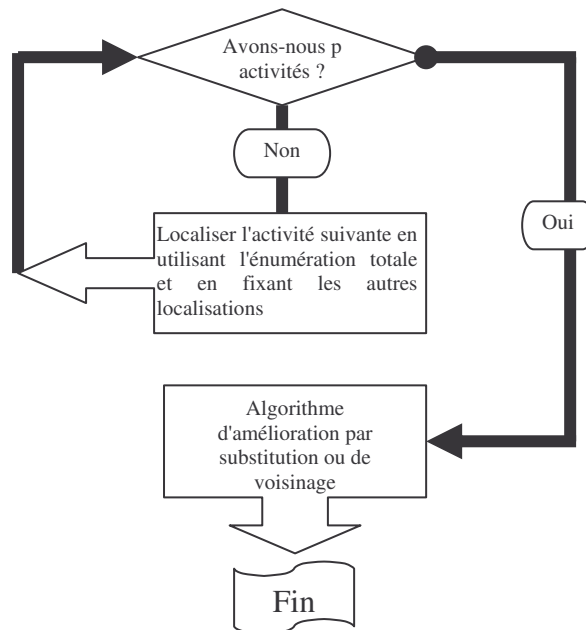 Avons-nous p
activités ?
Non
Oui
Localiser l'activité suivante en
utilisant l'énumération totale
et en fixant les autres
localisations
Algorithme
d'amélioration par
substitution ou de
voisinage
Fin